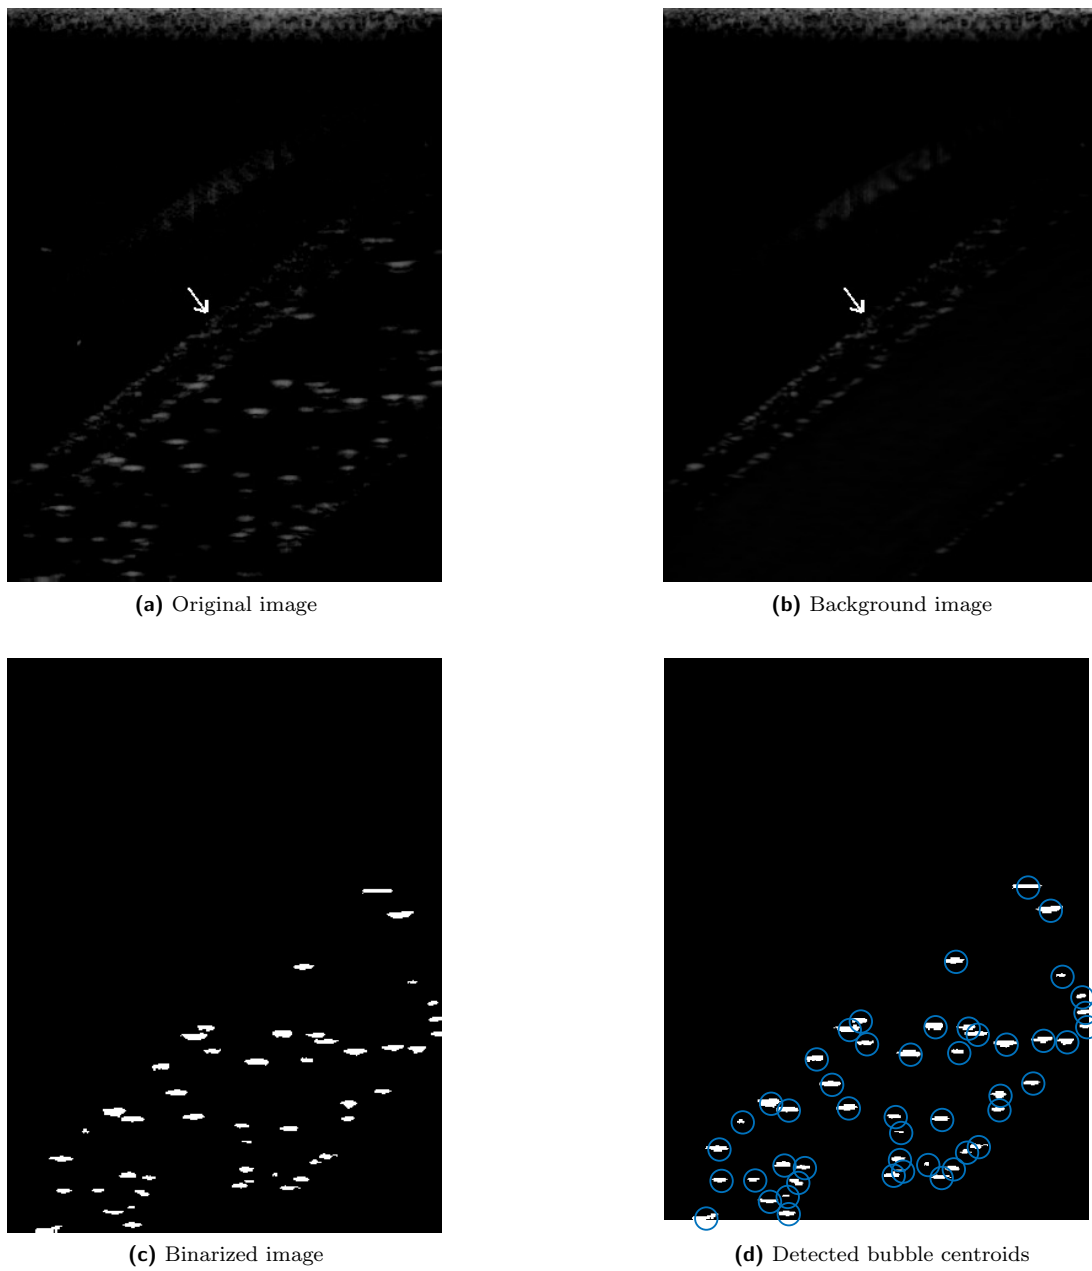 (a) Original image
(b) Background image
(c) Binarized image
(d) Detected bubble centroids